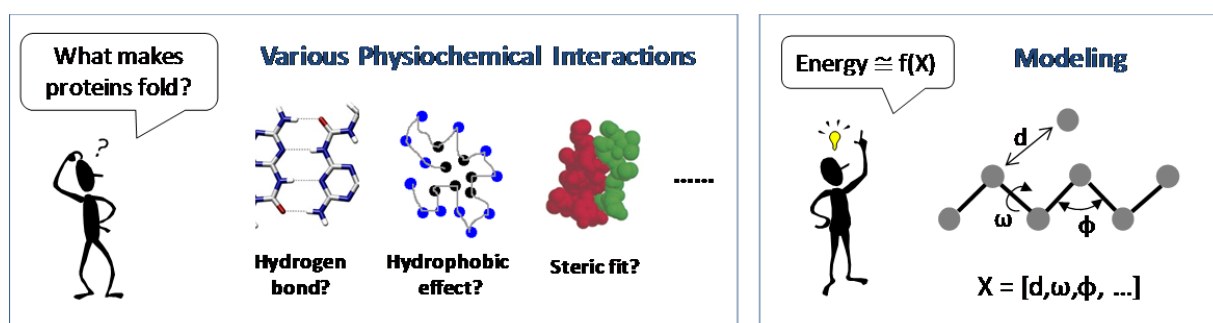 What makes
proteins fold?
Various Physiochemical Interactions
?
Hydrogen
bond?
Hydrophobic
effect?
Steric fit?
......
Energy ≅ f(X)
Modeling
d
ω
ϕ
X = [d,ω,ϕ, ...]